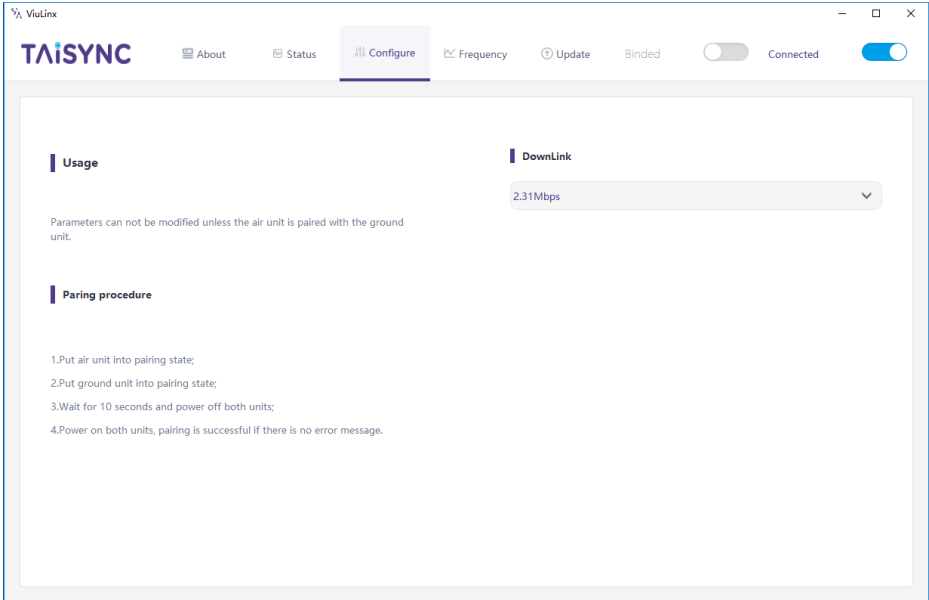 ViuLinx
TAiSYNC
About
Status
Configure
Frequency
Update
Binded
Connected
Usage
Parameters can not be modified unless the air unit is paired with the ground
unit.
Paring procedure
1.Put air unit into pairing state;
2.Put ground unit into pairing state;
3.Wait for 10 seconds and power off both units;
4.Power on both units, pairing is successful if there is no error message.
DownLink
2.31Mbps